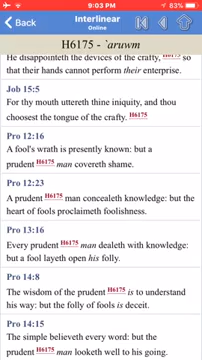 9:03 PM
83%
Back
Interlinear
Online
H6175 - `aruwm
He disappointeth the devices of the crafty, H6175 so
that their hands cannot perform their enterprise.
Job 15:5
For thy mouth uttereth thine iniquity, and thou
choosest the tongue of the crafty. H6175
Pro 12:16
A fool's wrath is presently known: but a
prudent H6175 man covereth shame.
Pro 12:23
A prudent H6175 man concealeth knowledge: but the
heart of fools proclaimeth foolishness.
Pro 13:16
Every prudent H6175 man dealeth with knowledge:
but a fool layeth open his folly.
Pro 14:8
The wisdom of the prudent H6175 is to understand
his way: but the folly of fools is deceit.
Pro 14:15
The simple believeth every word: but the
prudent H6175 man looketh well to his going.